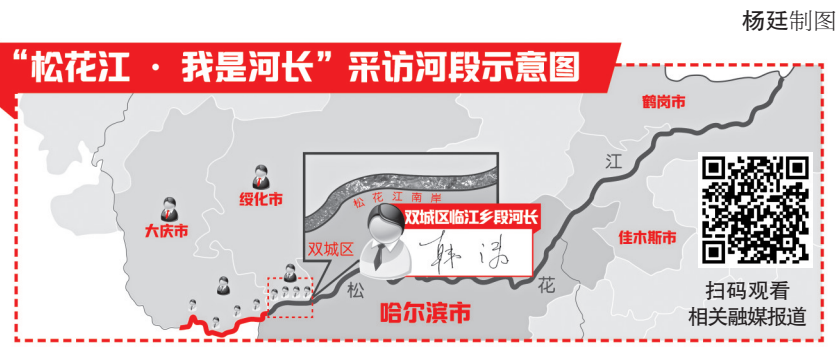 杨廷制图
“松花江 · 我是河长”采访河段示意图
鹤岗市
江
松花江南岸
绥化市
大庆市
双城区临江乡段河长
佳木斯市
双城区
松
花
哈尔滨市
扫码观看
相关融媒报道